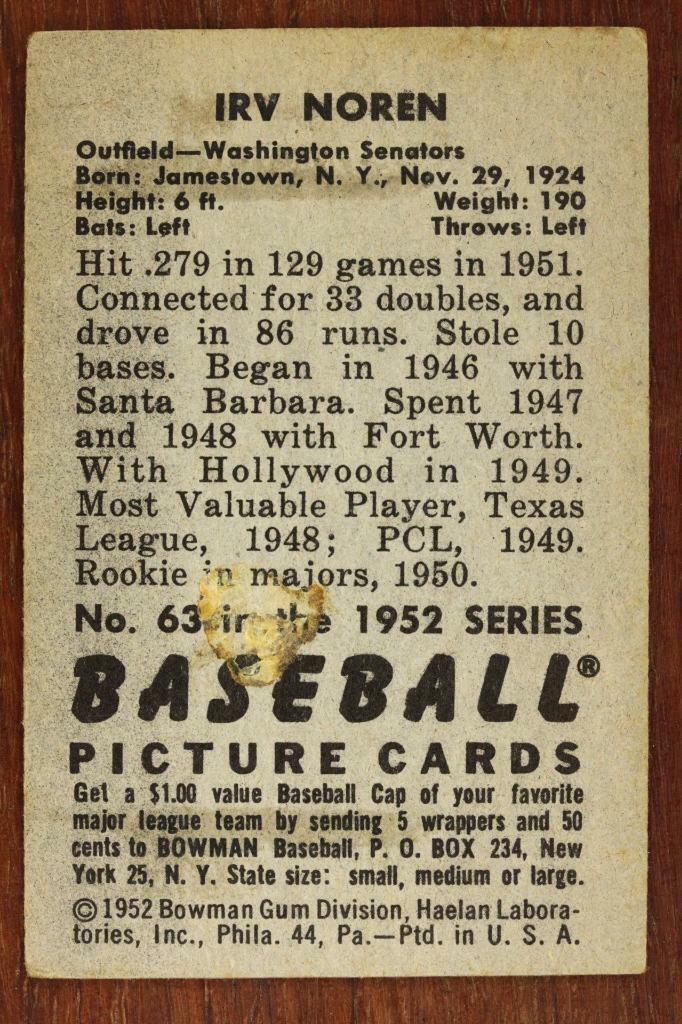 IRV NOREN
Outfield—Washington Senators
Born: Jamestown, N. Y., Nov. 29, 1924
Height: 6 ft. Weight: 190
Bats: Left Throws: Left
Hit .279 in 129 games in 1951.
Connected for 33 doubles, and
drove in 86 runs. Stole 10
bases. Began in 1946 with
Santa Barbara. Spent 1947
and 1948 with Fort Worth.
With Hollywood in 1949.
Most Valuable Player, Texas
League, 1948; PCL, 1949.
Rookie in majors, 1950.
No. 63 in the 1952 SERIES
BASEBALL®
PICTURE CARDS
Get a $1.00 value Baseball Cap of your favorite
major league team by sending 5 wrappers and 50
cents to BOWMAN Baseball, P. O. BOX 234, New
York 25, N. Y. State size: small, medium or large.
© 1952 Bowman Gum Division, Haelan Labora-
tories, Inc., Phila. 44, Pa.—Ptd. in U. S. A.